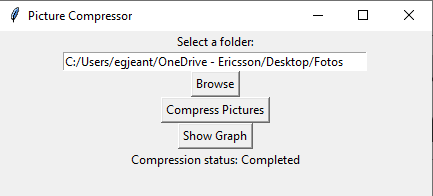 Picture Compressor
Select a folder:
C:/Users/egjeant/OneDrive - Ericsson/Desktop/Fotos
Browse
Compress Pictures
Show Graph
Compression status: Completed